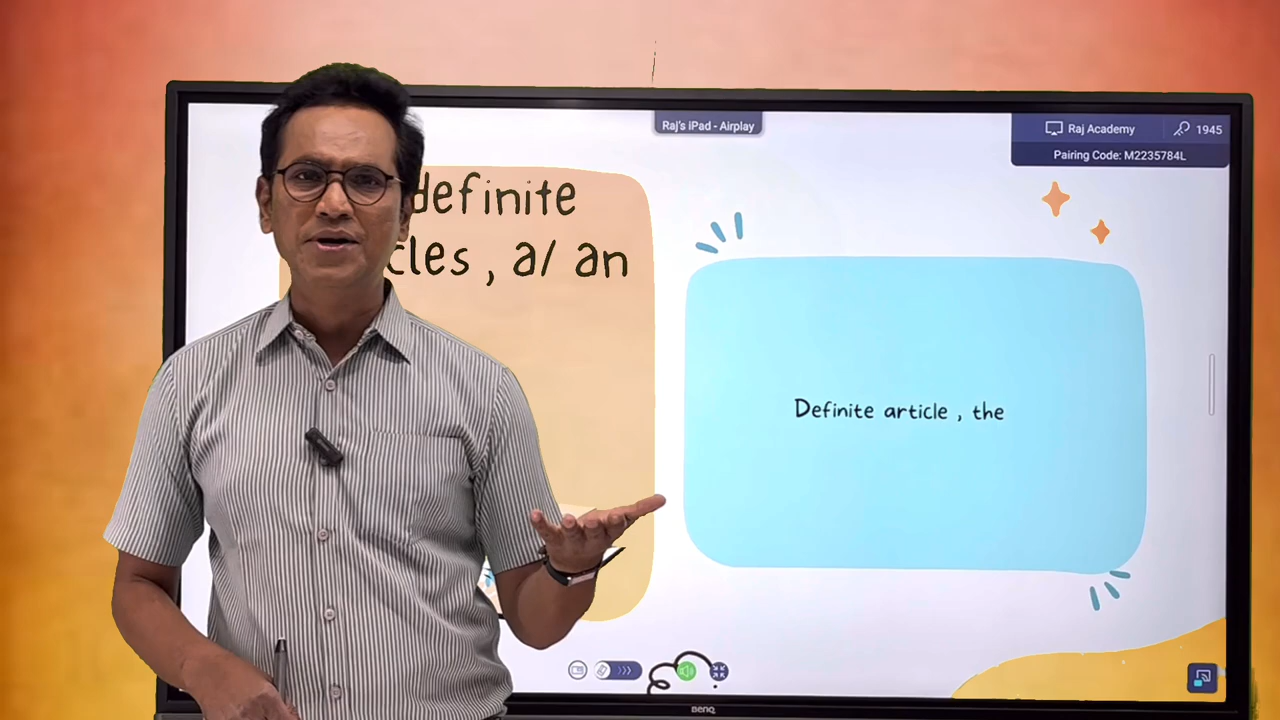 Raj's iPad - Airplay
Raj Academy 1945
Pairing Code: M2235784L
definite
cles , a/ an
Definite article , the
BenQ